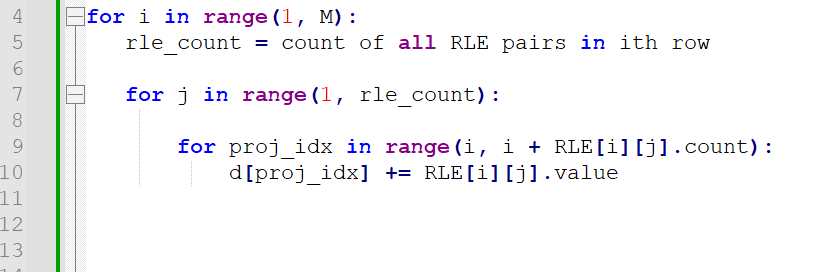 4 for i in range(1, M):
5 rle_count = count of all RLE pairs in ith row
6
7 for j in range(1, rle_count):
8
9 for proj_idx in range(i, i + RLE[i][j].count):
10 d[proj_idx] += RLE[i][j].value
11
12
13